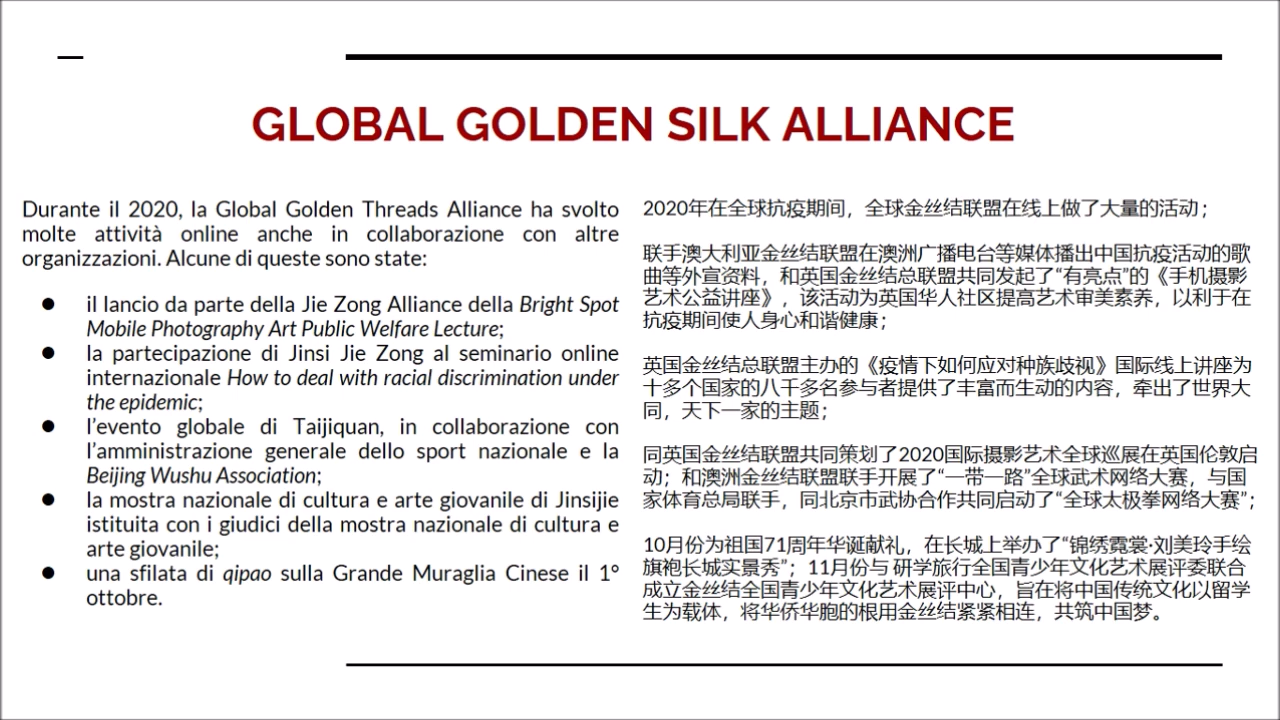 GLOBAL GOLDEN SILK ALLIANCE
Durante il 2020, la Global Golden Threads Alliance ha svolto
molte attività online anche in collaborazione con altre
organizzazioni. Alcune di queste sono state:
● il lancio da parte della Jie Zong Alliance della Bright Spot
Mobile Photography Art Public Welfare Lecture;
● la partecipazione di Jinsi Jie Zong al seminario online
internazionale How to deal with racial discrimination under
the epidemic;
● l’evento globale di Taijiquan, in collaborazione con
l’amministrazione generale dello sport nazionale e la
Beijing Wushu Association;
● la mostra nazionale di cultura e arte giovanile di Jinsijie
istituita con i giudici della mostra nazionale di cultura e
arte giovanile;
● una sfilata di qipao sulla Grande Muraglia Cinese il 1°
ottobre.
2020年在全球抗疫期间，全球金丝结联盟在线上做了大量的活动；
联手澳大利亚金丝结联盟在澳洲广播电台等媒体播出中国抗疫活动的歌
曲等外宣资料，和英国金丝结总联盟共同发起了“有亮点”的《手机摄影
艺术公益讲座》，该活动为英国华人社区提高艺术审美素养，以利于在
抗疫期间使人身心和谐健康；
英国金丝结总联盟主办的《疫情下如何应对种族歧视》国际线上讲座为
十多个国家的八千多名参与者提供了丰富而生动的内容，牵出了世界大
同，天下一家的主题；
同英国金丝结联盟共同策划了2020国际摄影艺术全球巡展在英国伦敦启
动；和澳洲金丝结联盟联手开展了“一带一路”全球武术网络大赛，与国
家体育总局联手，同北京市武协合作共同启动了“全球太极拳网络大赛”；
10月份为祖国71周年华诞献礼，在长城上举办了“锦绣霓裳·刘美玲手绘
旗袍长城实景秀”；11月份与 研学旅行全国青少年文化艺术展评委联合
成立金丝结全国青少年文化艺术展评中心，旨在将中国传统文化以留学
生为载体，将华侨华胞的根用金丝结紧紧相连，共筑中国梦。